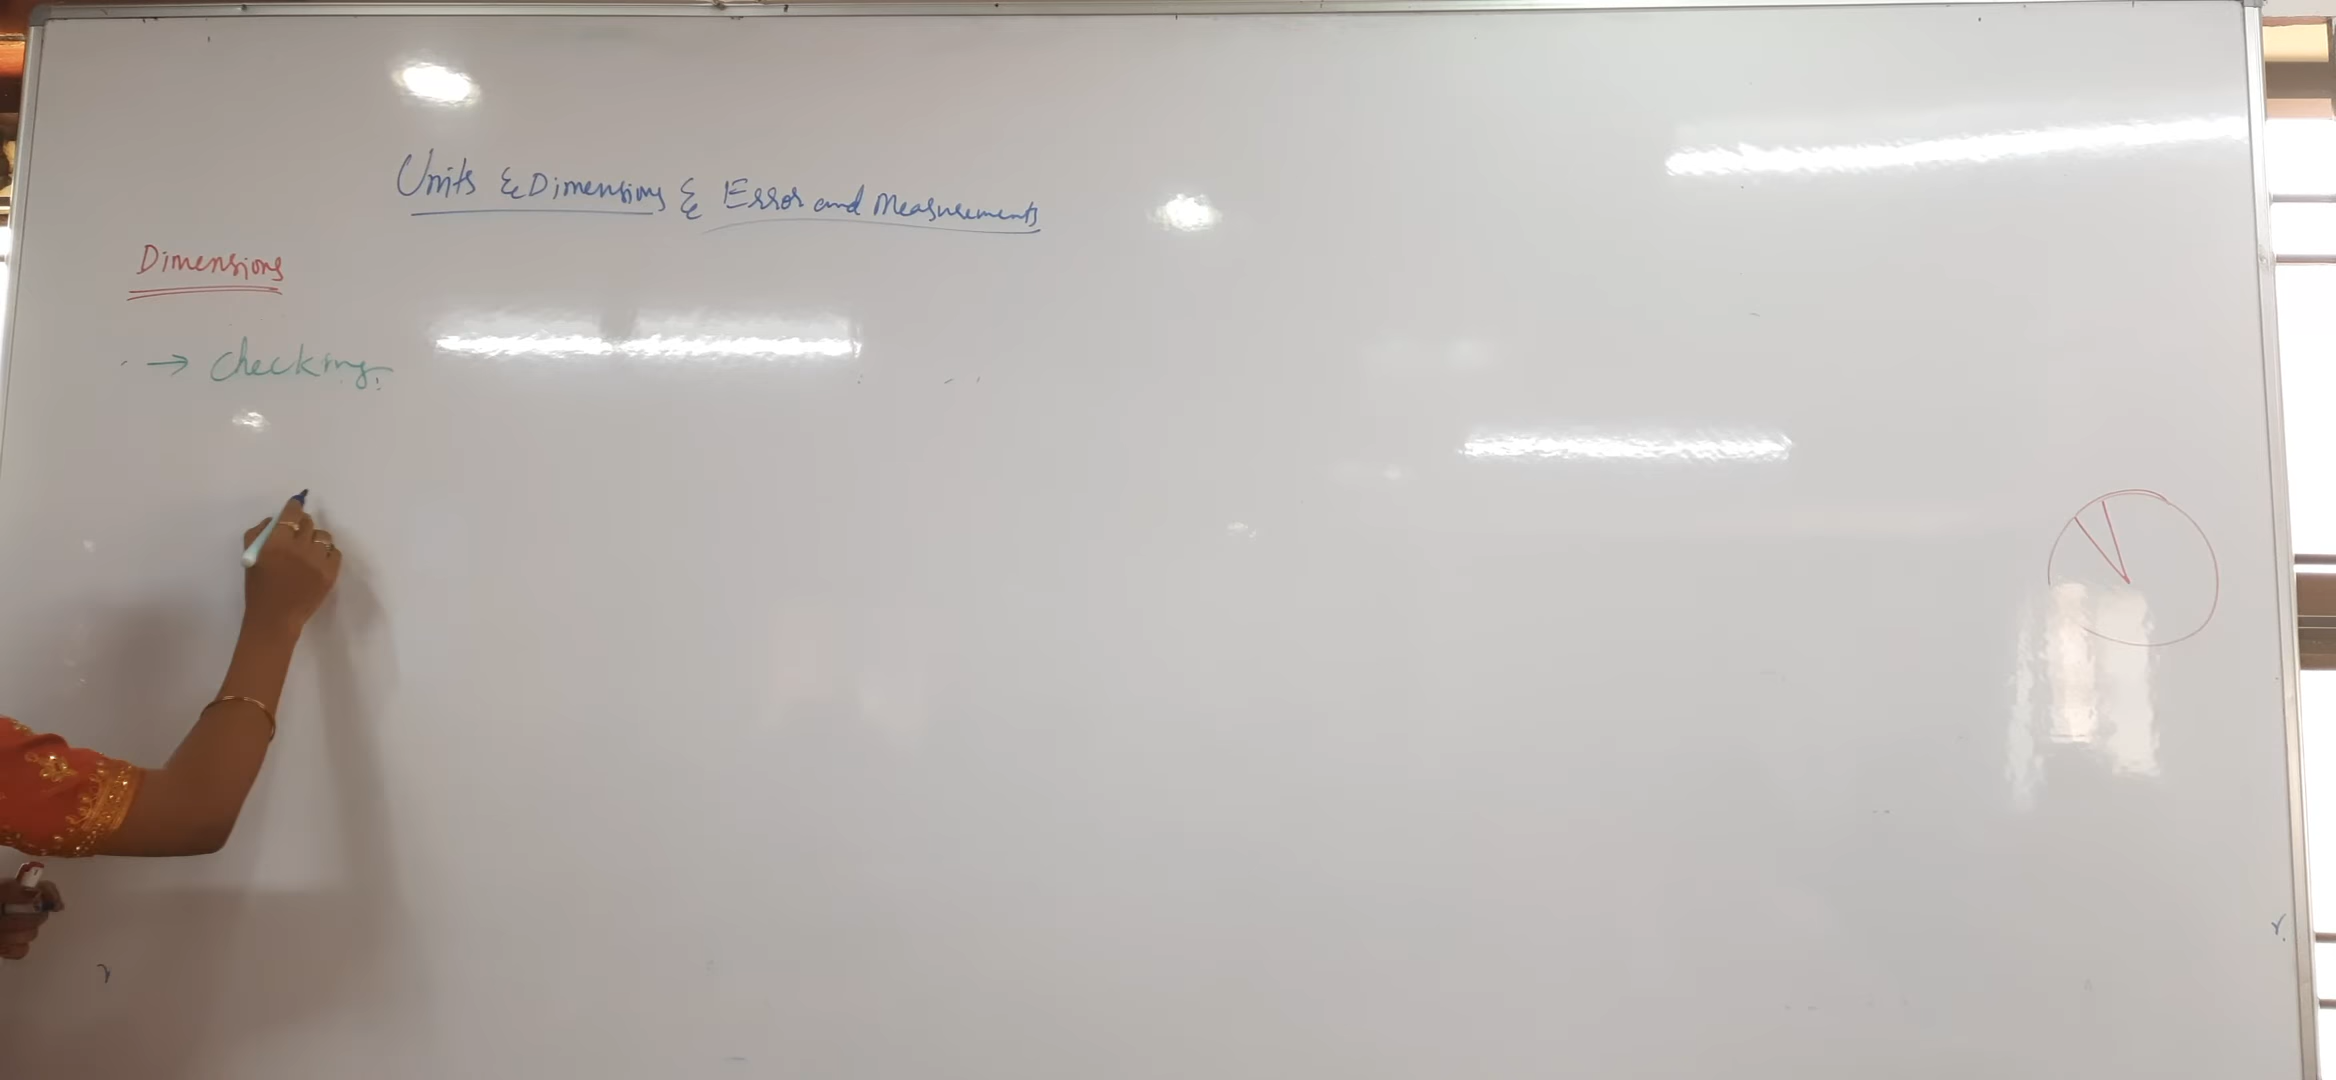 Units & Dimensions & Error and Measurements
Dimensions
→ checking